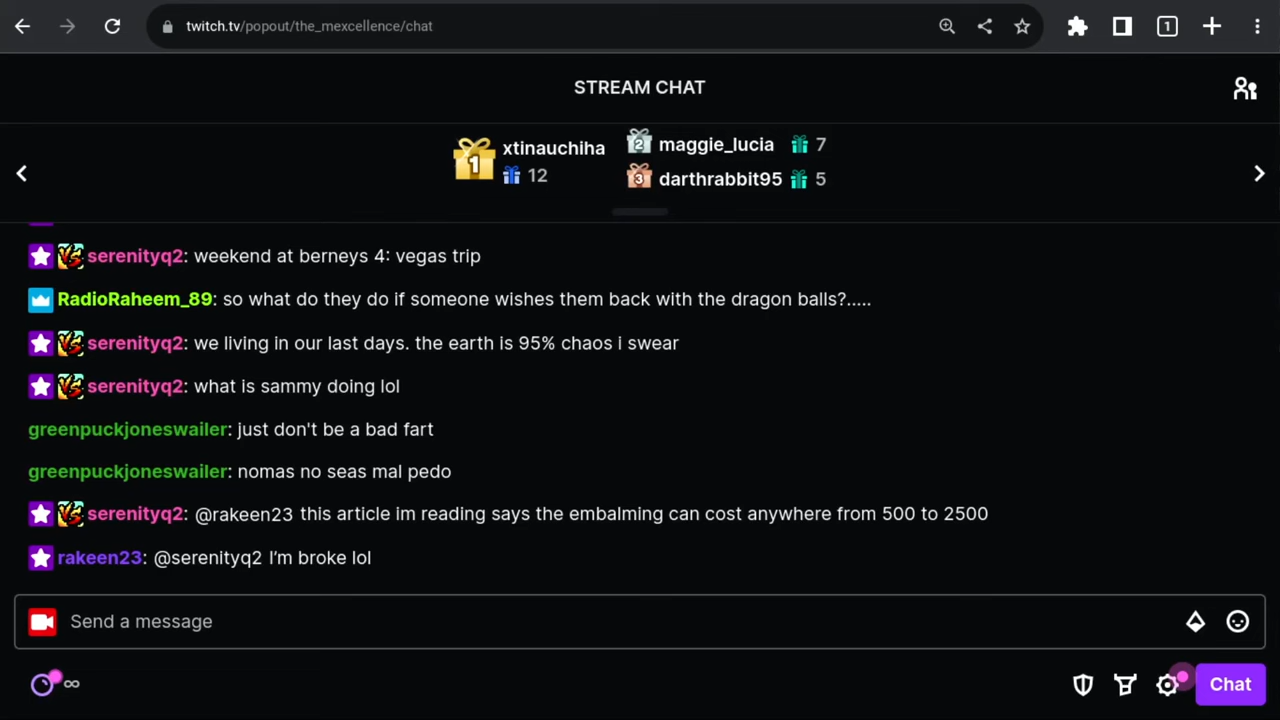 twitch.tv/popout/the_mexcellence/chat
1
STREAM CHAT
1 xtinauchiha 12
2 maggie_lucia 7
3 darthrabbit95 5
serenityq2: weekend at berneys 4: vegas trip
RadioRaheem_89: so what do they do if someone wishes them back with the dragon balls?.....
serenityq2: we living in our last days. the earth is 95% chaos i swear
serenityq2: what is sammy doing lol
greenpuckjoneswailer: just don't be a bad fart
greenpuckjoneswailer: nomas no seas mal pedo
serenityq2: @rakeen23 this article im reading says the embalming can cost anywhere from 500 to 2500
rakeen23: @serenityq2 I’m broke lol
Send a message
∞
Chat